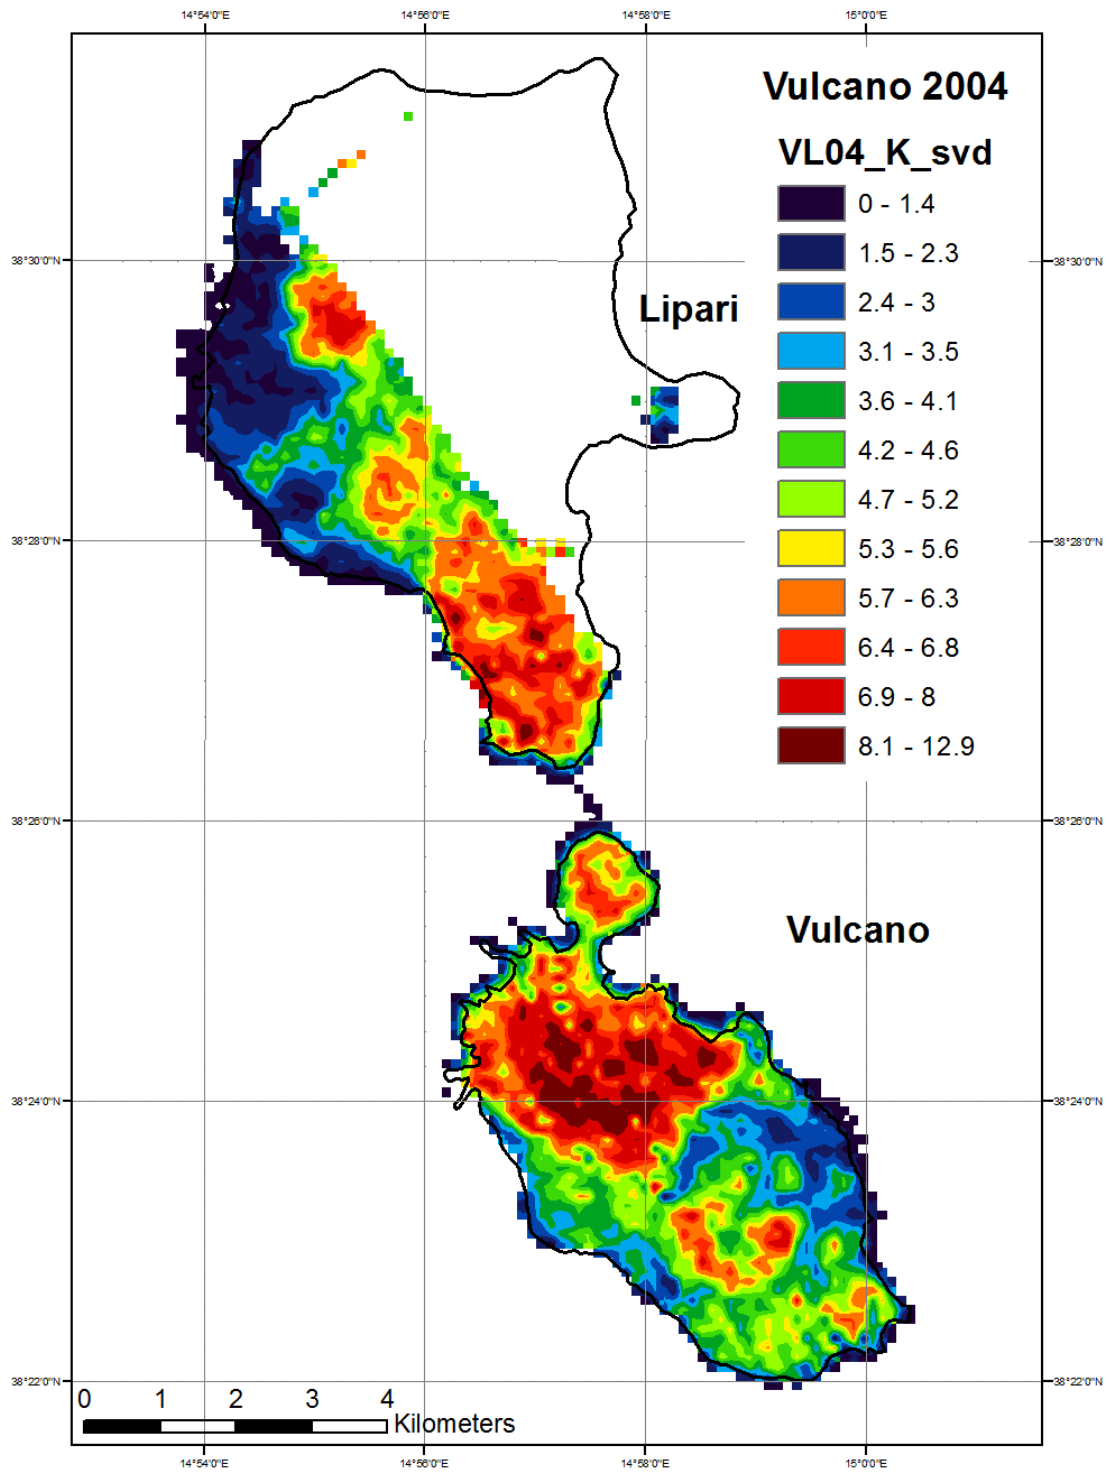 14°54'0"E 14°56'0"E 14°58'0"E 15°0'0"E
Vulcano 2004
VL04_K_svd
0 - 1.4
1.5 - 2.3
2.4 - 3
3.1 - 3.5
3.6 - 4.1
4.2 - 4.6
4.7 - 5.2
5.3 - 5.6
5.7 - 6.3
6.4 - 6.8
6.9 - 8
8.1 - 12.9
38°30'0"N 38°30'0"N
Lipari
38°28'0"N 38°28'0"N
38°26'0"N 38°26'0"N
Vulcano
38°24'0"N 38°24'0"N
38°22'0"N 38°22'0"N
0 1 2 3 4
Kilometers
14°54'0"E 14°56'0"E 14°58'0"E 15°0'0"E